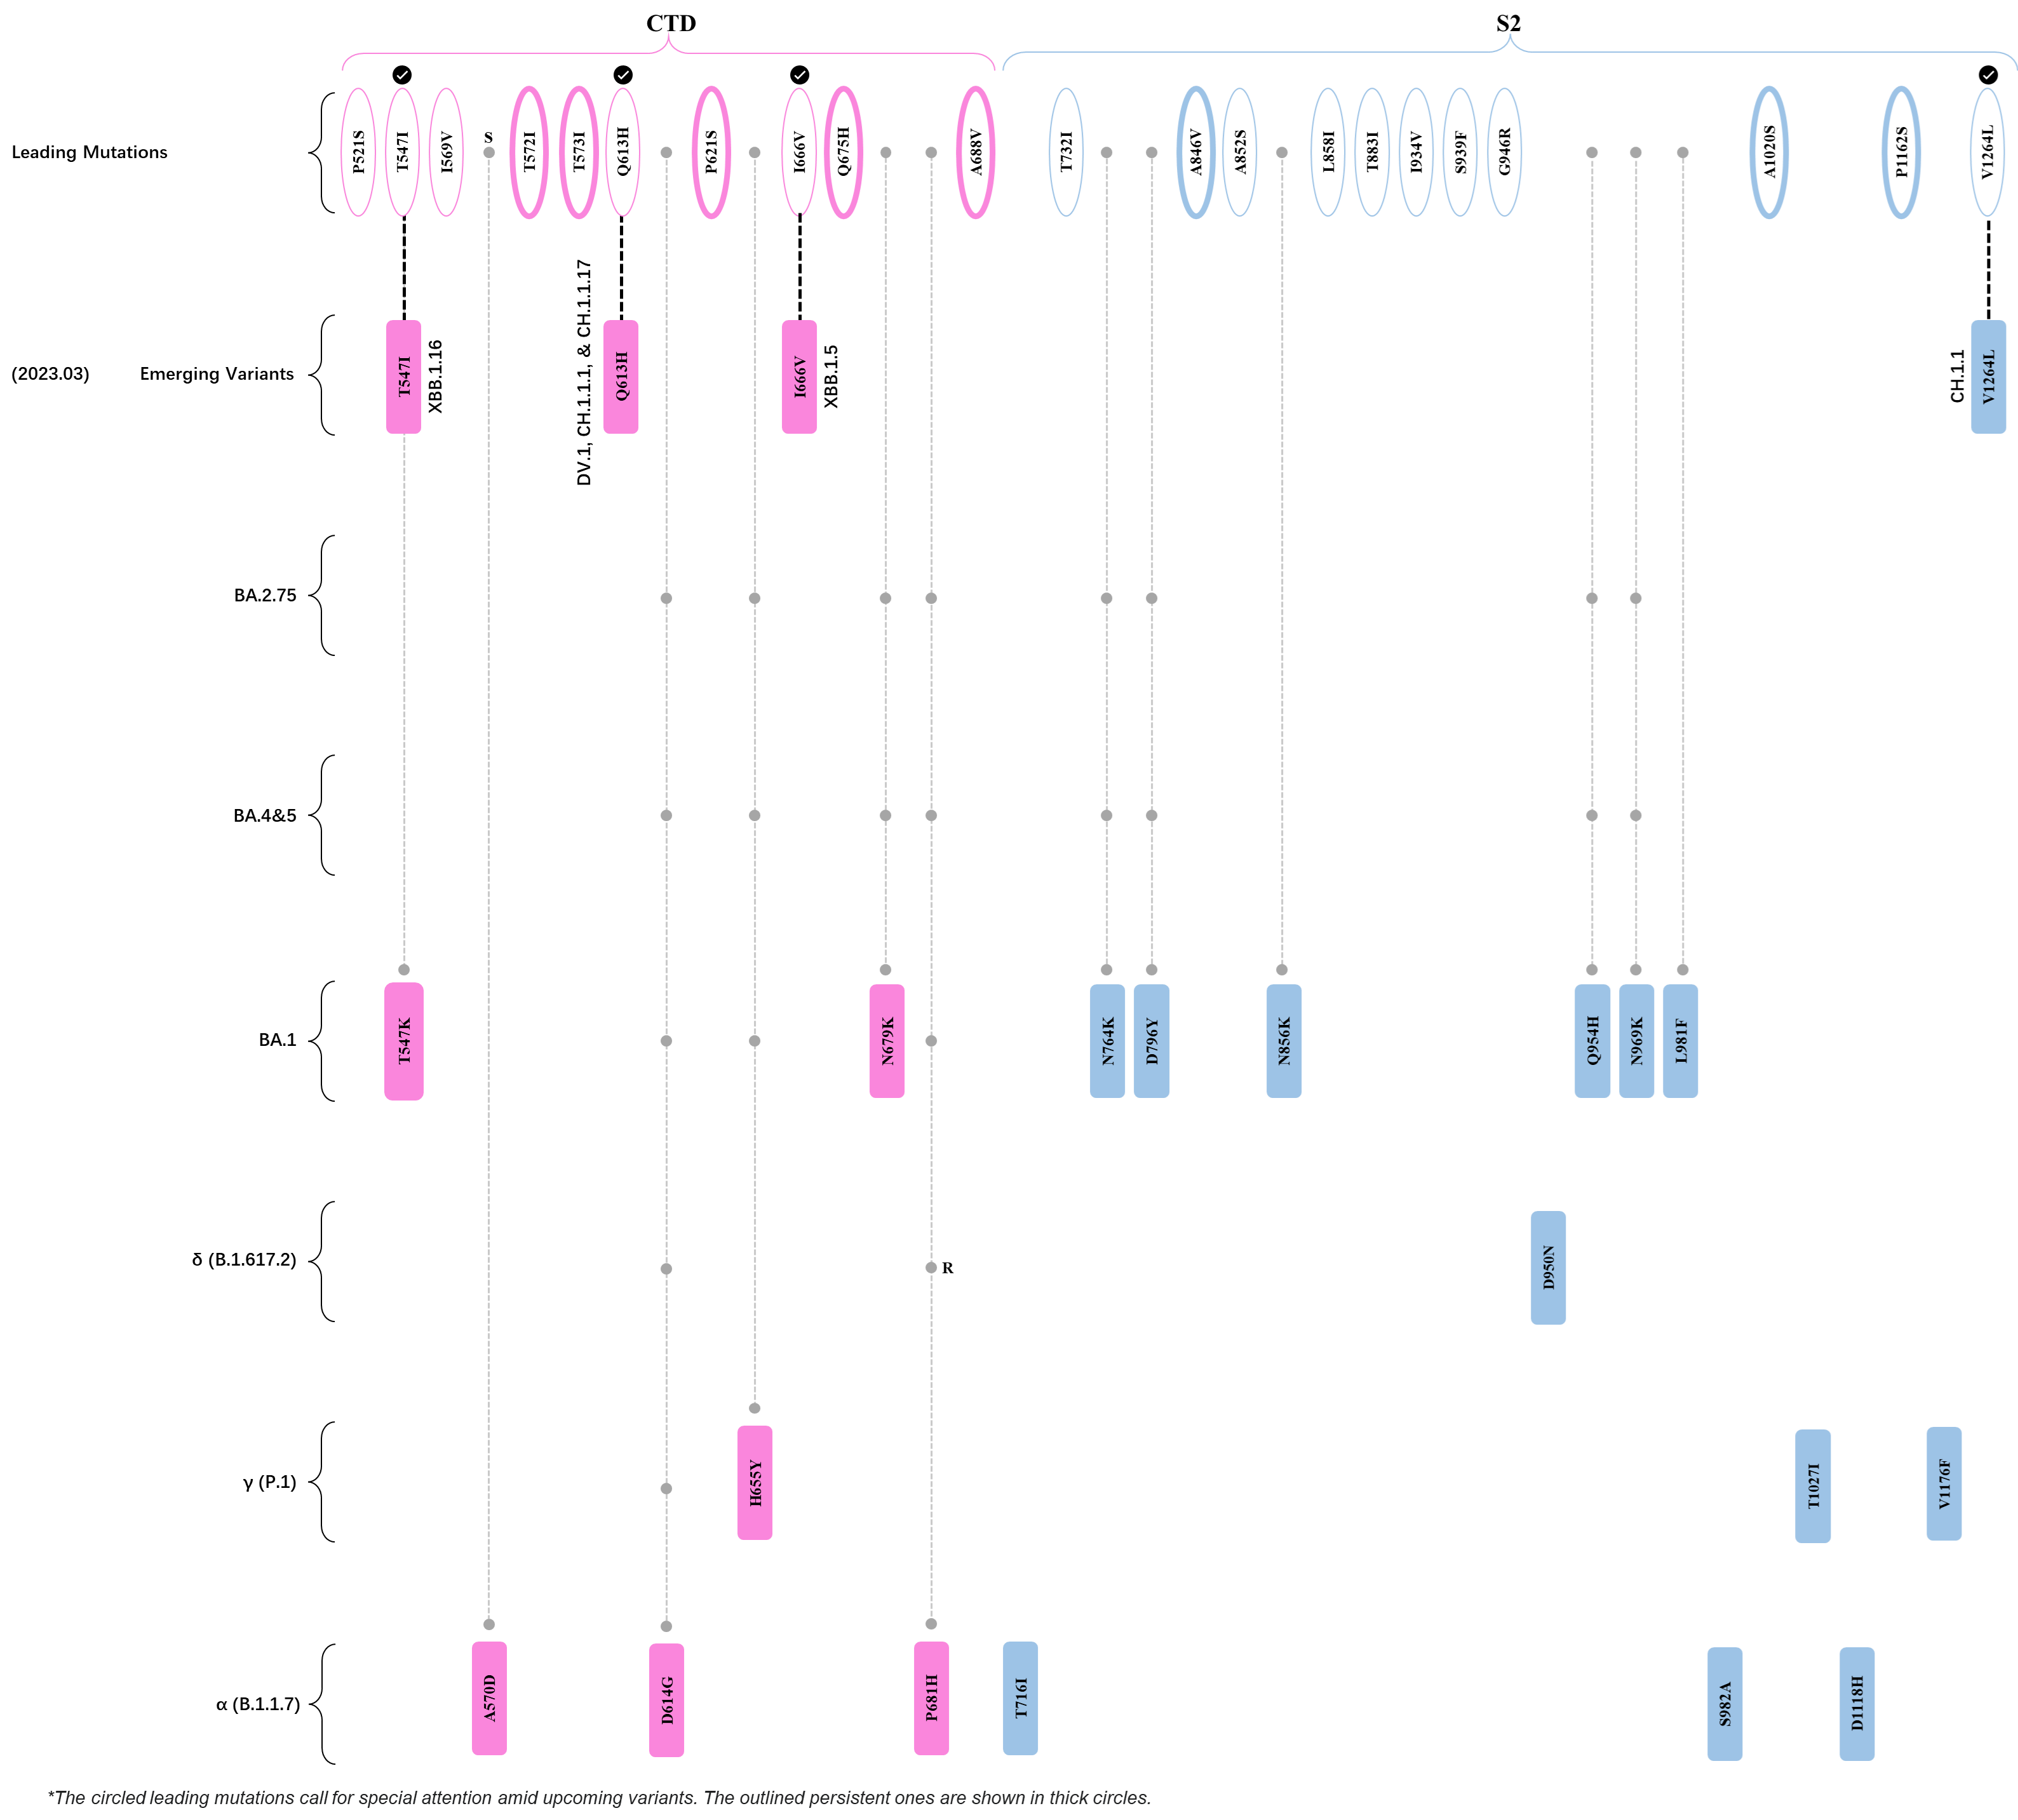 CTD
S2
Leading Mutations
P521S
T547I
I569V
S
T572I
T573I
Q613H
P621S
I666V
Q675H
A688V
T732I
A846V
A852S
L858I
T883I
I934V
S939F
G946R
A1020S
P1162S
V1264L
(2023.03)
Emerging Variants
T547I
XBB.1.16
DV.1, CH.1.1.1, & CH.1.1.17
Q613H
I666V
XBB.1.5
CH.1.1
V1264L
BA.2.75
BA.4&5
BA.1
T547K
N679K
N764K
D796Y
N856K
Q954H
N969K
L981F
δ (B.1.617.2)
R
D950N
γ (P.1)
H655Y
T1027I
V1176F
α (B.1.1.7)
A570D
D614G
P681H
T716I
S982A
D1118H
*The circled leading mutations call for special attention amid upcoming variants. The outlined persistent ones are shown in thick circles.